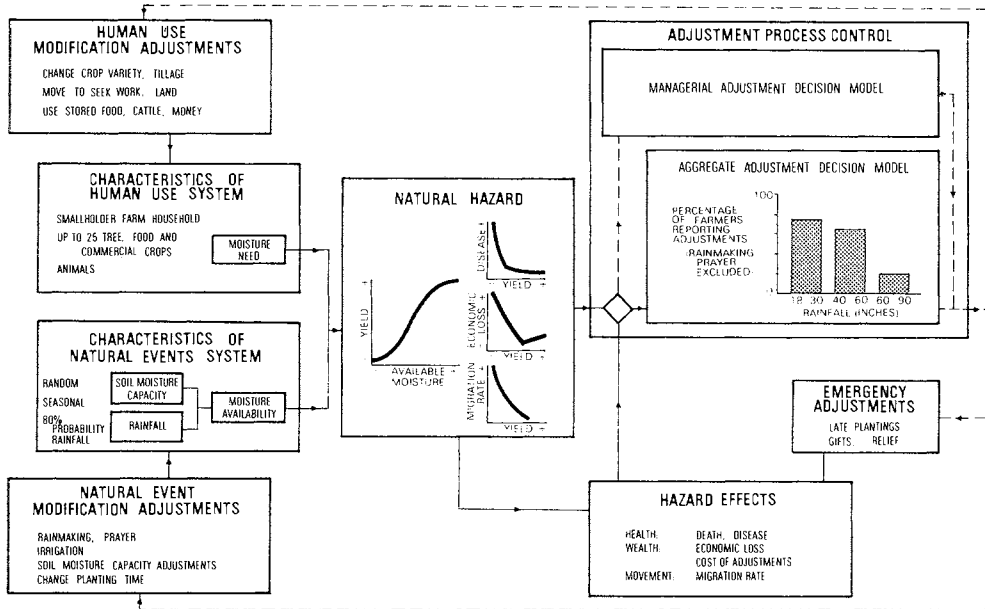 HUMAN USE
MODIFICATION ADJUSTMENTS
CHANGE CROP VARIETY, TILLAGE
MOVE TO SEEK WORK, LAND
USE STORED FOOD, CATTLE, MONEY
CHARACTERISTICS OF
HUMAN USE SYSTEM
SMALLHOLDER FARM HOUSEHOLD
UP TO 25 TREE, FOOD AND
COMMERCIAL CROPS
ANIMALS
MOISTURE
NEED
CHARACTERISTICS OF
NATURAL EVENTS SYSTEM
RANDOM
SEASONAL
80%
PROBABILITY
RAINFALL
SOIL MOISTURE
CAPACITY
RAINFALL
MOISTURE
AVAILABILITY
NATURAL EVENT
MODIFICATION ADJUSTMENTS
RAINMAKING, PRAYER
IRRIGATION
SOIL MOISTURE CAPACITY ADJUSTMENTS
CHANGE PLANTING TIME
NATURAL HAZARD
- YIELD +
- AVAILABLE +
MOISTURE
DISEASE +
- YIELD +
ECONOMIC +
- LOSS
- YIELD +
MIGRATION
RATE +
- YIELD +
ADJUSTMENT PROCESS CONTROL
MANAGERIAL ADJUSTMENT DECISION MODEL
AGGREGATE ADJUSTMENT DECISION MODEL
PERCENTAGE
OF FARMERS
REPORTING
ADJUSTMENTS
(RAINMAKING
PRAYER
EXCLUDED)
100
0
18 30 40 60 60 90
RAINFALL (INCHES)
EMERGENCY
ADJUSTMENTS
LATE PLANTINGS
GIFTS, RELIEF
HAZARD EFFECTS
HEALTH: DEATH, DISEASE
WEALTH: ECONOMIC LOSS
COST OF ADJUSTMENTS
MOVEMENT: MIGRATION RATE